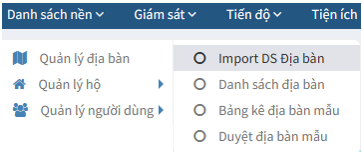 Danh sách nền Giám sát Tiến độ Tiện ích
Quản lý địa bàn
Quản lý hộ
Quản lý người dùng
Import DS Địa bàn
Danh sách địa bàn
Bảng kê địa bàn mẫu
Duyệt địa bàn mẫu